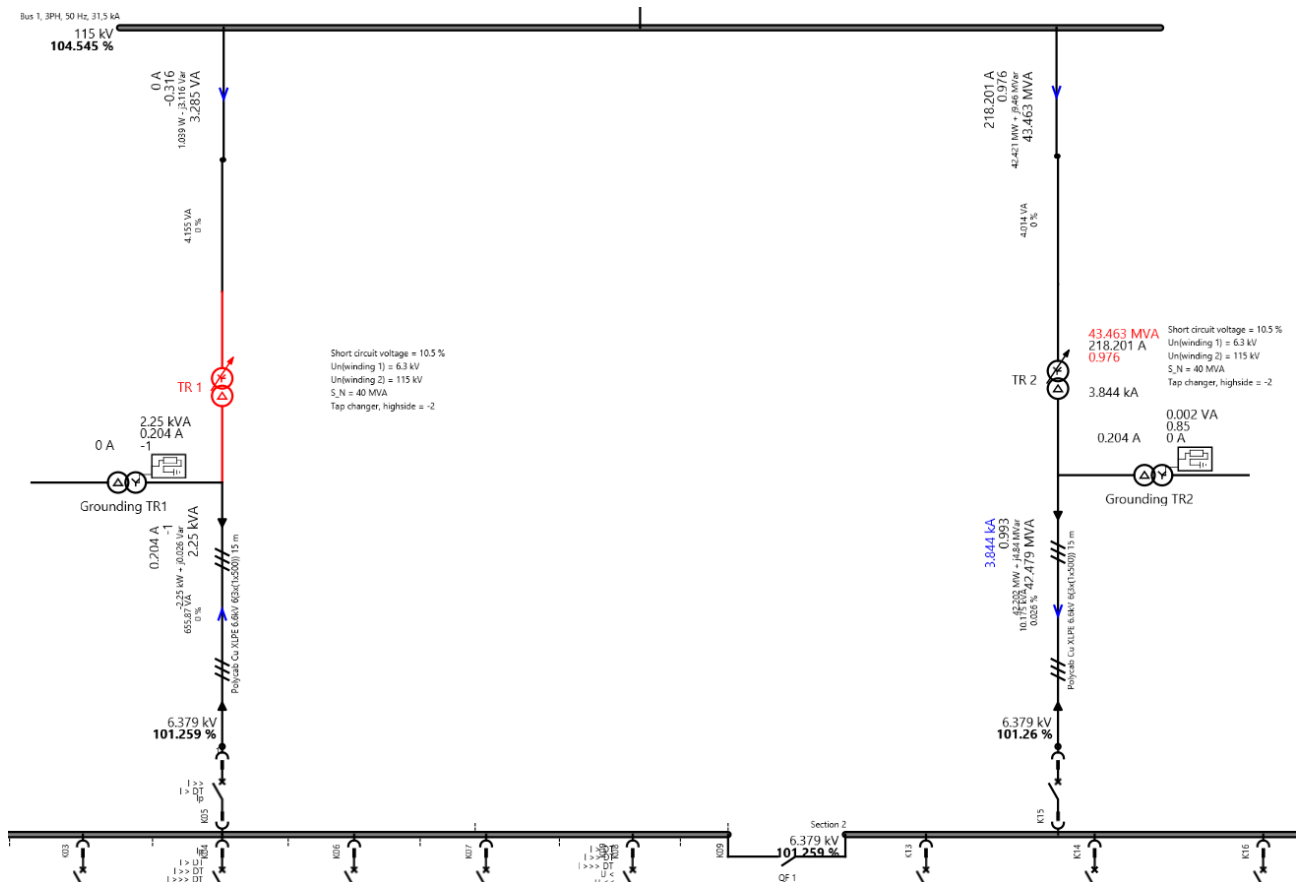 Bus 1, 3PH, 50 Hz, 31,5 kA
115 kV
104.545 %
0 A
-0.316
1.039 W - j3.116 Var
3.285 VA
218.201 A
0.976
42.421 MW + j9.46 MVar
43.463 MVA
4.155 VA
0 %
4.014 VA
0 %
TR 1
Short circuit voltage = 10.5 %
Un(winding 1) = 6.3 kV
Un(winding 2) = 115 kV
S_N = 40 MVA
Tap changer, highside = -2
TR 2
43.463 MVA
218.201 A
0.976
3.844 kA
Short circuit voltage = 10.5 %
Un(winding 1) = 6.3 kV
Un(winding 2) = 115 kV
S_N = 40 MVA
Tap changer, highside = -2
0 A
2.25 kVA
0.204 A
-1
Grounding TR1
0.204 A
0.002 VA
0.85
0 A
Grounding TR2
0.204 A
-1
-2.25 kW + j0.026 Var
2.25 kVA
655.87 VA
0 %
Polycab Cu XLPE 6.6kV 6(3x(1x500)) 15 m
3.844 kA
0.993
42.202 MW + j4.84 MVar
42.479 MVA
10.175 kVA
0.026 %
Polycab Cu XLPE 6.6kV 6(3x(1x500)) 15 m
6.379 kV
101.259 %
6.379 kV
101.26 %
I >>
I > DT
Ip
K05
K15
Section 2
6.379 kV
101.259 %
K03
K04
K06
K07
K08
K09
K13
K14
K16
I > DT
I >>> DT
I >>> DT
U <
QF 1